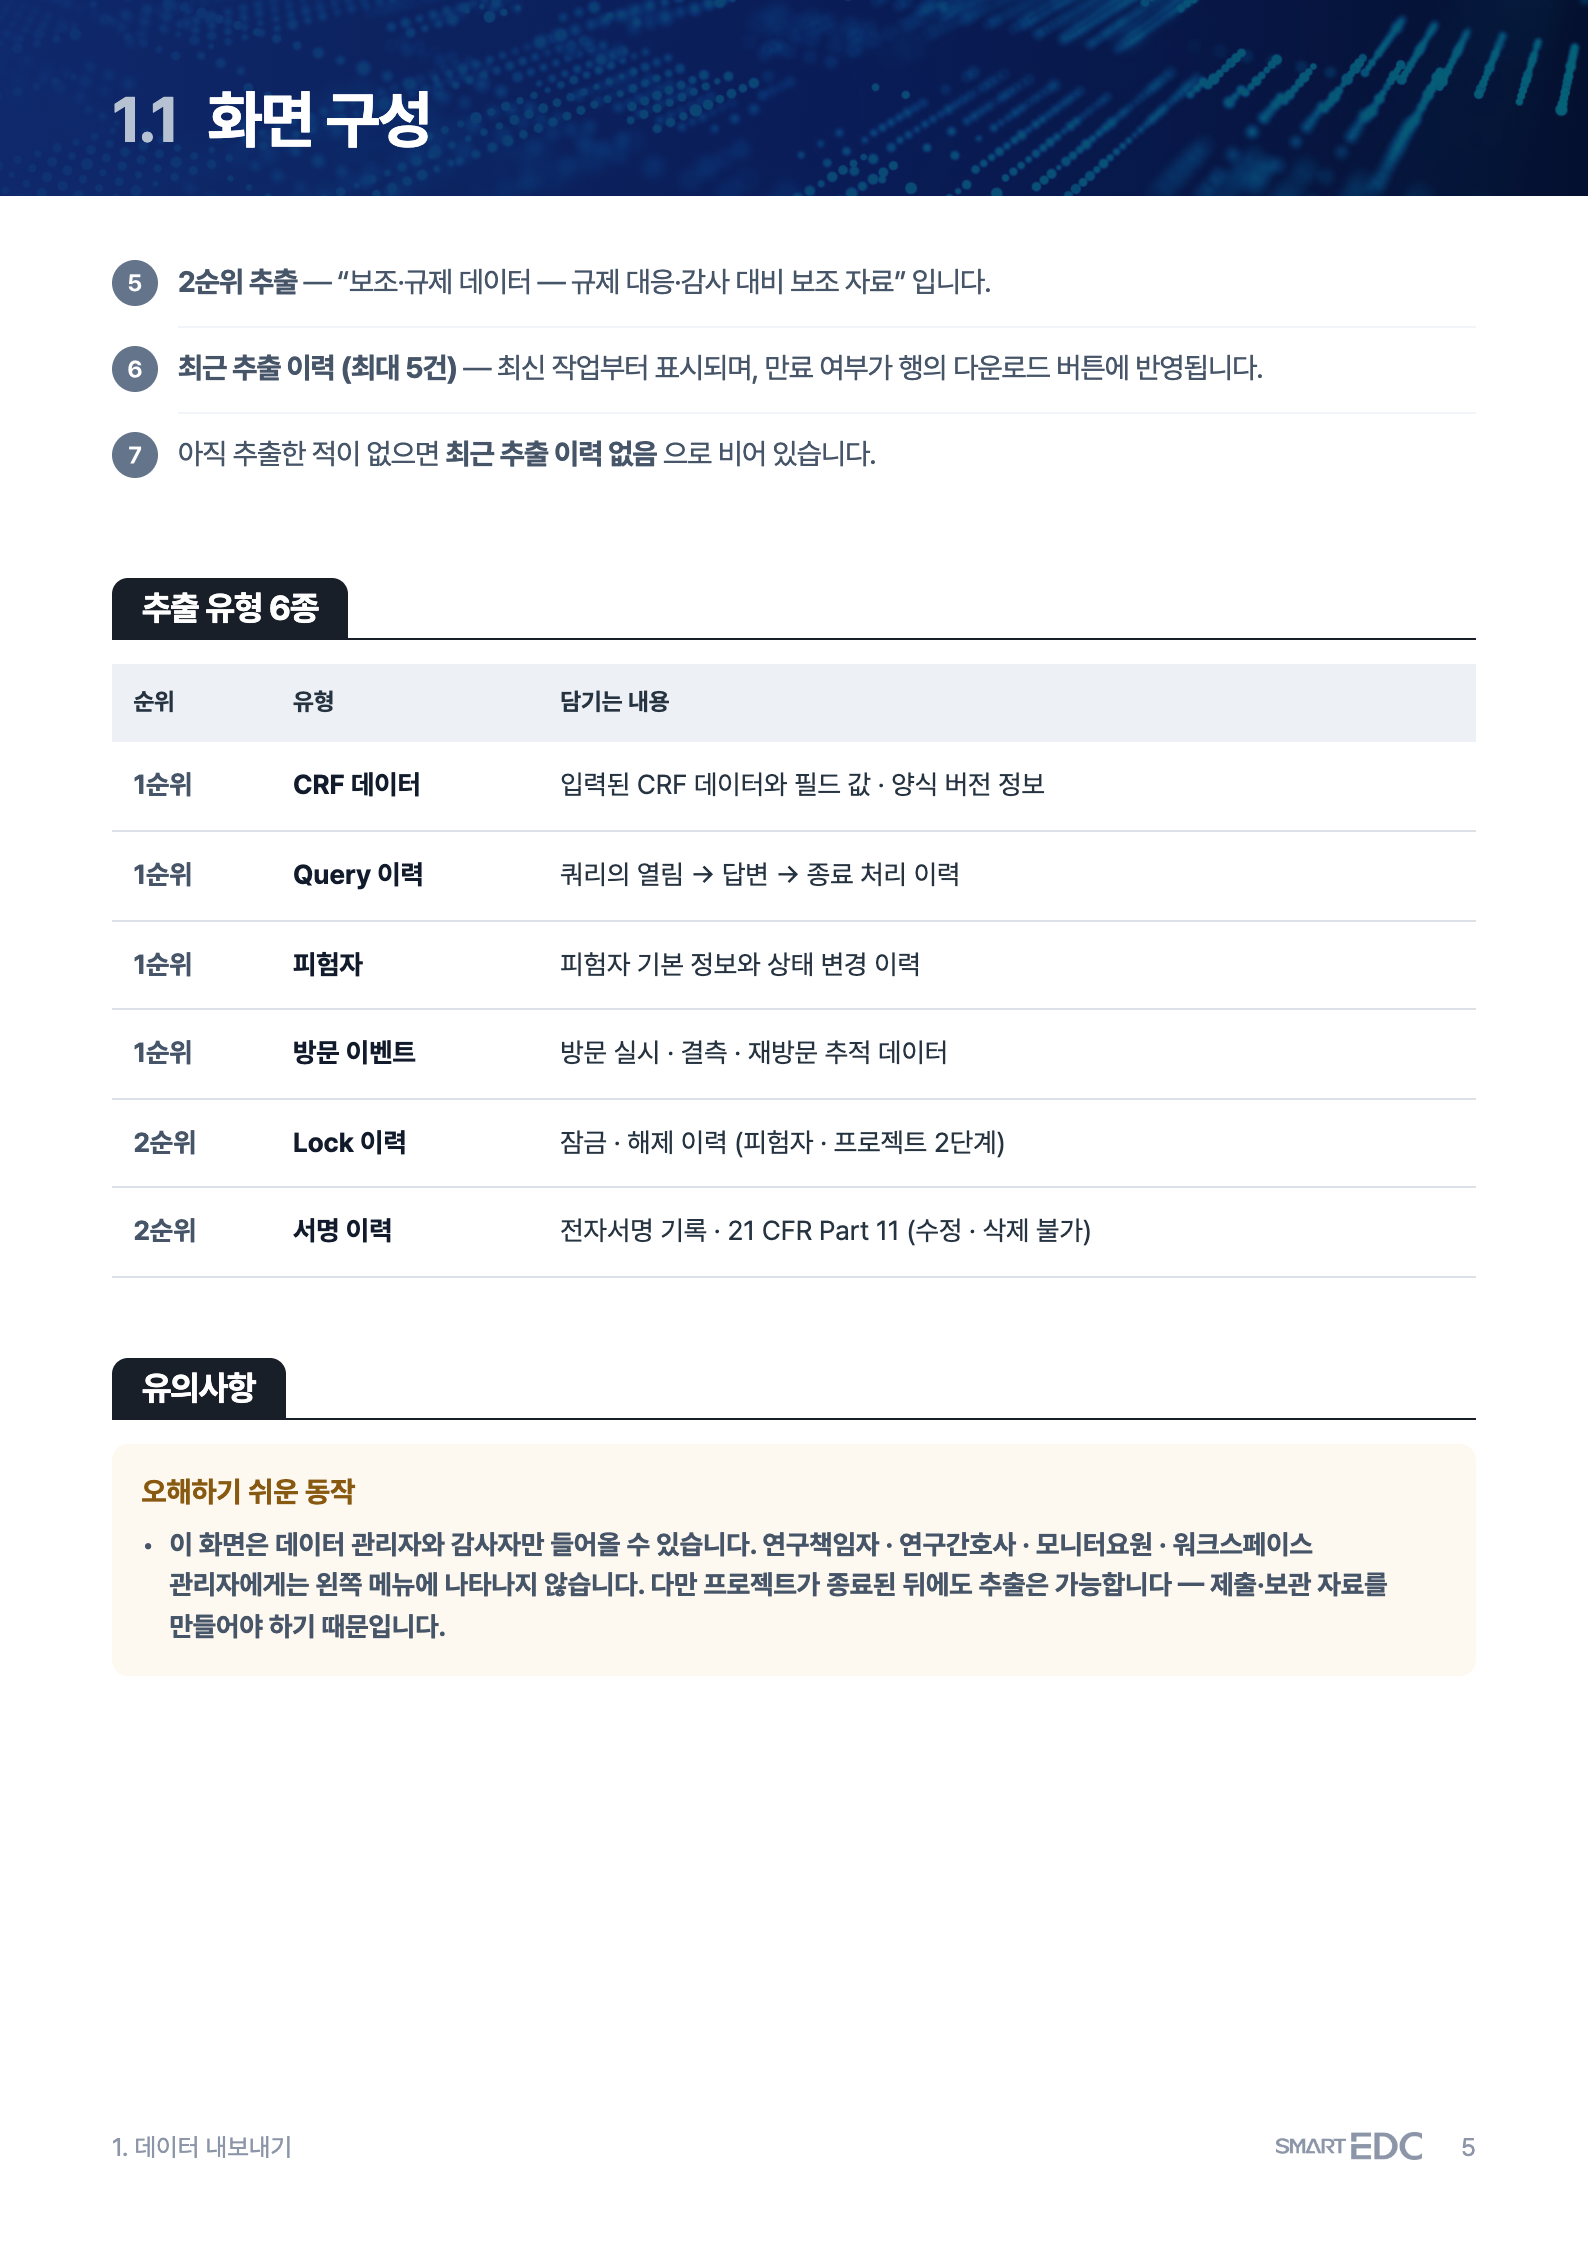 1.1 화면 구성
5 2순위 추출 — “보조·규제 데이터 — 규제 대응·감사 대비 보조 자료” 입니다.
6 최근 추출 이력 (최대 5건) — 최신 작업부터 표시되며, 만료 여부가 행의 다운로드 버튼에 반영됩니다.
7 아직 추출한 적이 없으면 최근 추출 이력 없음 으로 비어 있습니다.
추출 유형 6종
순위 유형 담기는 내용
1순위 CRF 데이터 입력된 CRF 데이터와 필드 값 · 양식 버전 정보
1순위 Query 이력 쿼리의 열림 → 답변 → 종료 처리 이력
1순위 피험자 피험자 기본 정보와 상태 변경 이력
1순위 방문 이벤트 방문 실시 · 결측 · 재방문 추적 데이터
2순위 Lock 이력 잠금 · 해제 이력 (피험자 · 프로젝트 2단계)
2순위 서명 이력 전자서명 기록 · 21 CFR Part 11 (수정 · 삭제 불가)
유의사항
오해하기 쉬운 동작
• 이 화면은 데이터 관리자와 감사자만 들어올 수 있습니다. 연구책임자 · 연구간호사 · 모니터요원 · 워크스페이스
관리자에게는 왼쪽 메뉴에 나타나지 않습니다. 다만 프로젝트가 종료된 뒤에도 추출은 가능합니다 — 제출·보관 자료를
만들어야 하기 때문입니다.
1. 데이터 내보내기 SMART EDC 5